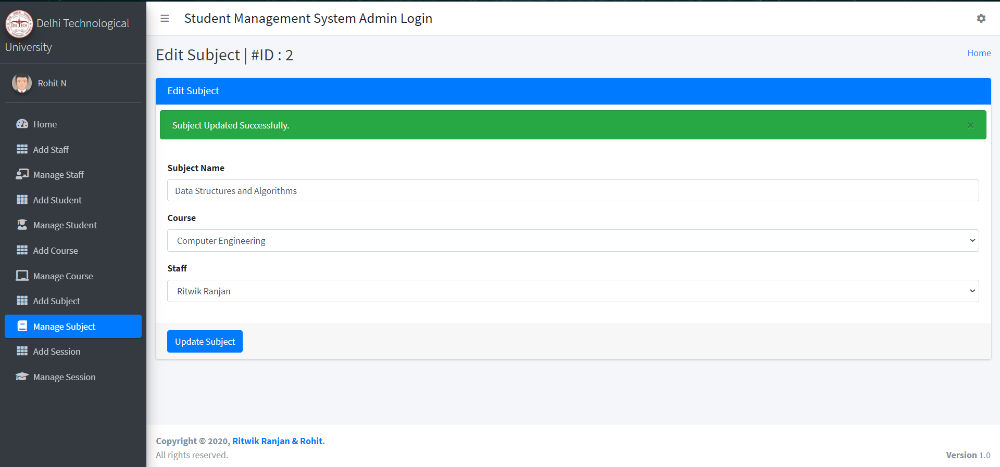 Delhi Technological
University
Rohit N
Home
Add Staff
Manage Staff
Add Student
Manage Student
Add Course
Manage Course
Add Subject
Manage Subject
Add Session
Manage Session
Student Management System Admin Login
Edit Subject | #ID : 2
Home
Edit Subject
Subject Updated Successfully.
×
Subject Name
Data Structures and Algorithms
Course
Computer Engineering
Staff
Ritwik Ranjan
Update Subject
Copyright © 2020, Ritwik Ranjan & Rohit.
All rights reserved.
Version 1.0